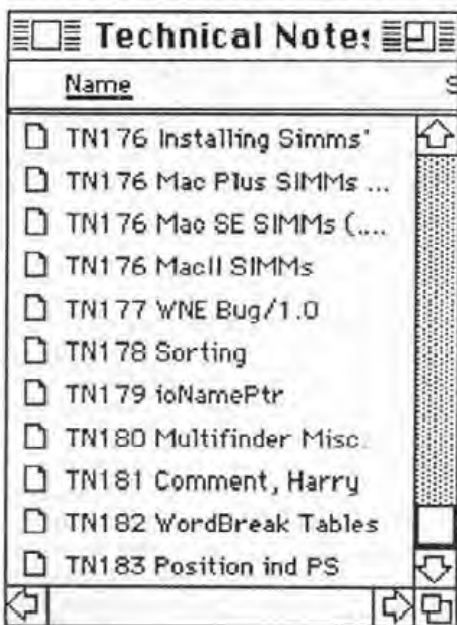 Technical Notes
Name S
TN176 Installing Simms'
TN176 Mac Plus SIMMs ...
TN176 Mac SE SIMMs (....
TN176 MacII SIMMs
TN177 WNE Bug/1.0
TN178 Sorting
TN179 ioNamePtr
TN180 Multifinder Misc.
TN181 Comment, Harry
TN182 WordBreak Tables
TN183 Position ind PS